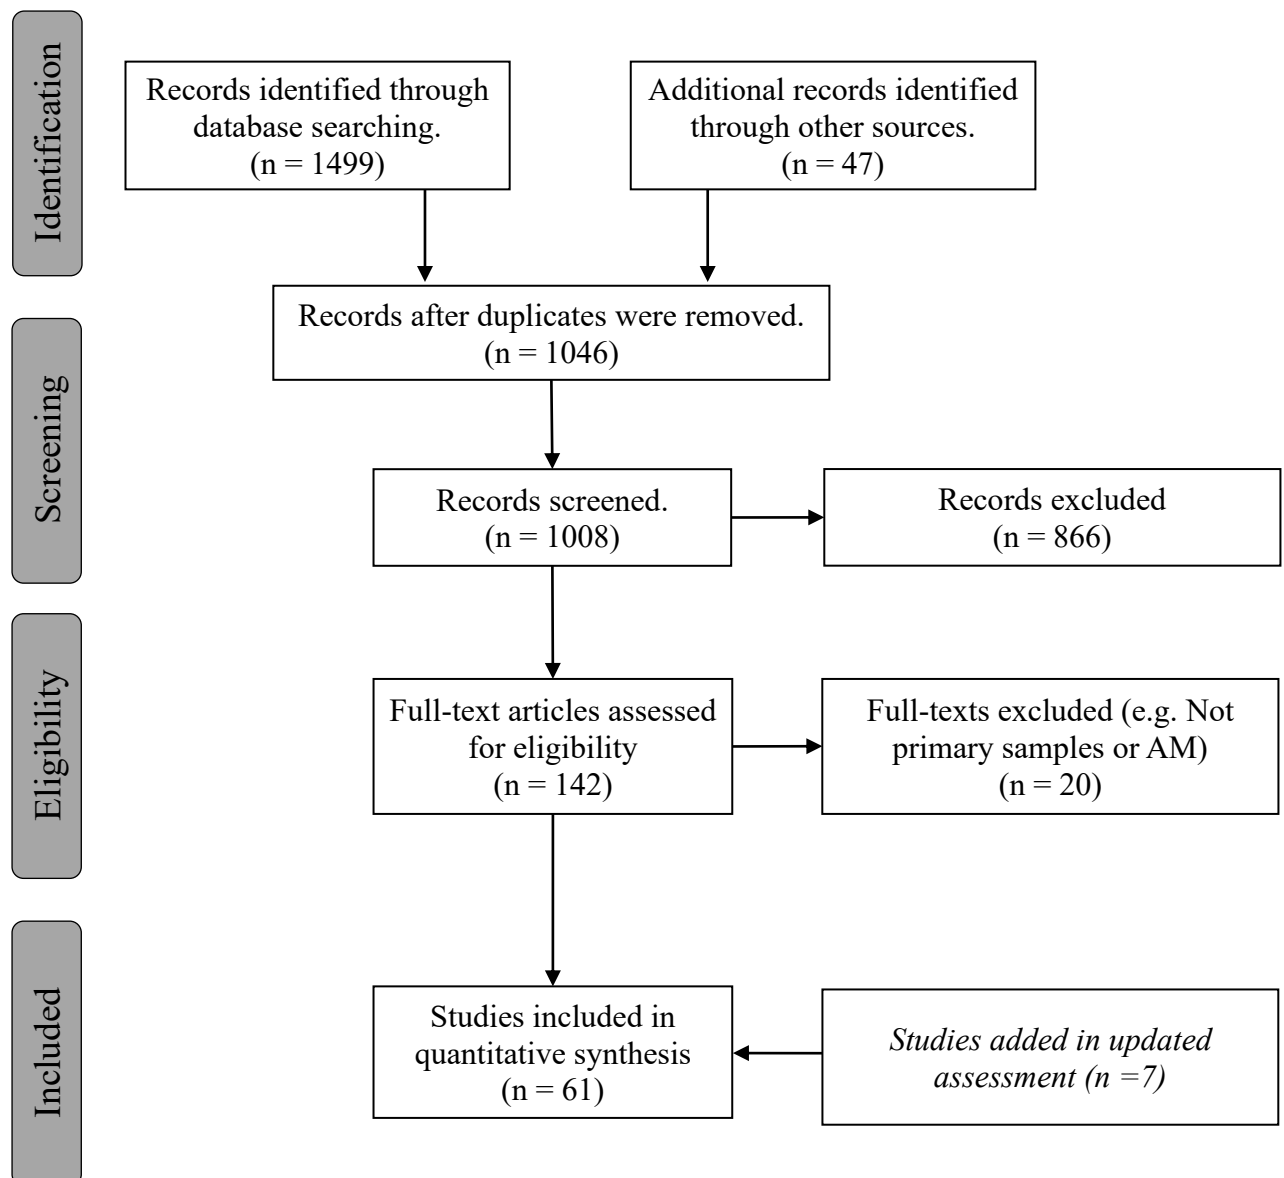 Identification
Records identified through
database searching.
(n = 1499)
Additional records identified
through other sources.
(n = 47)
Records after duplicates were removed.
(n = 1046)
Screening
Records screened.
(n = 1008)
Records excluded
(n = 866)
Eligibility
Full-text articles assessed
for eligibility
(n = 142)
Full-texts excluded (e.g. Not
primary samples or AM)
(n = 20)
Included
Studies included in
quantitative synthesis
(n = 61)
Studies added in updated
assessment (n =7)